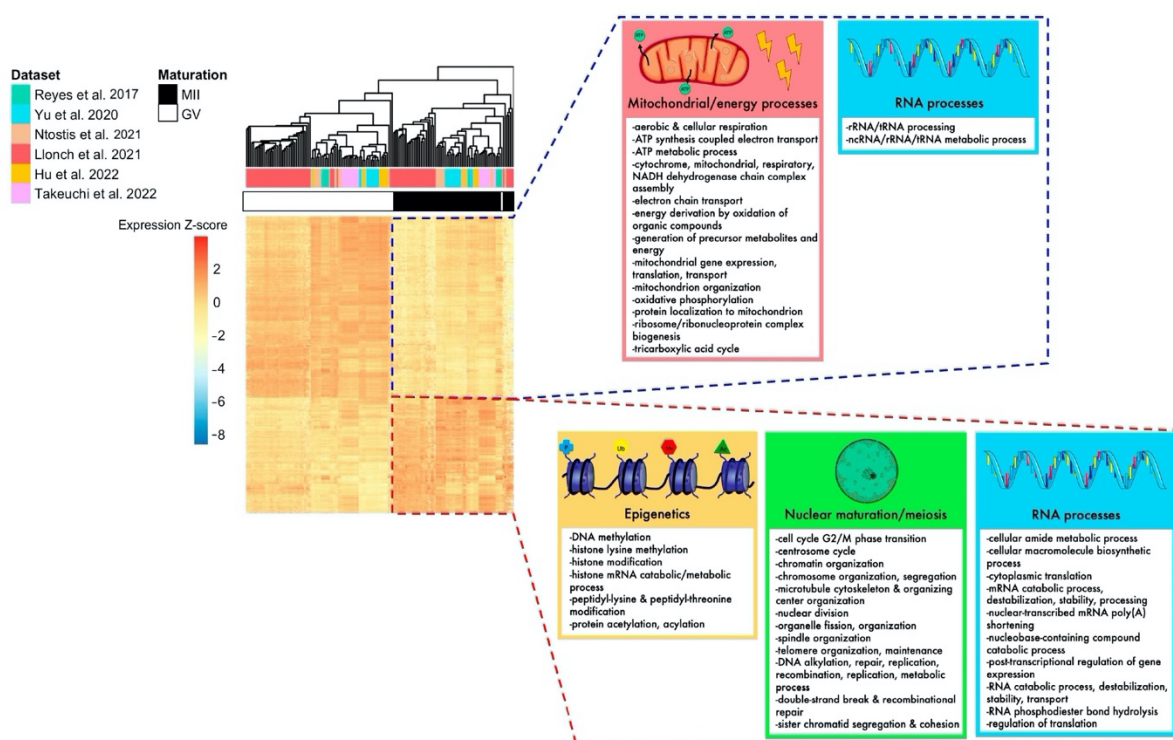 Dataset
Reyes et al. 2017
Yu et al. 2020
Ntostis et al. 2021
Llonch et al. 2021
Hu et al. 2022
Takeuchi et al. 2022
Maturation
MII
GV
Expression Z-score
2
0
-2
-4
-6
-8
ATP
ATP
ATP
Mitochondrial/energy processes
-aerobic & cellular respiration
-ATP synthesis coupled electron transport
-ATP metabolic process
-cytochrome, mitochondrial, respiratory,
NADH dehydrogenase chain complex
assembly
-electron chain transport
-energy derivation by oxidation of
organic compounds
-generation of precursor metabolites and
energy
-mitochondrial gene expression,
translation, transport
-mitochondrion organization
-oxidative phosphorylation
-protein localization to mitochondrion
-ribosome/ribonucleoprotein complex
biogenesis
-tricarboxylic acid cycle
RNA processes
-rRNA/tRNA processing
-ncRNA/rRNA/tRNA metabolic process
P
Ub
Epigenetics
-DNA methylation
-histone lysine methylation
-histone modification
-histone mRNA catabolic/metabolic
process
-peptidyl-lysine & peptidyl-threonine
modification
-protein acetylation, acylation
Nuclear maturation/meiosis
-cell cycle G2/M phase transition
-centrosome cycle
-chromatin organization
-chromosome organization, segregation
-microtubule cytoskeleton & organizing
center organization
-nuclear division
-organelle fission, organization
-spindle organization
-telomere organization, maintenance
-DNA alkylation, repair, replication,
recombination, replication, metabolic
process
-double-strand break & recombinational
repair
-sister chromatid segregation & cohesion
RNA processes
-cellular amide metabolic process
-cellular macromolecule biosynthetic
process
-cytoplasmic translation
-mRNA catabolic process,
destabilization, stability, processing
-nuclear-transcribed mRNA poly(A)
shortening
-nucleobase-containing compound
catabolic process
-post-transcriptional regulation of gene
expression
-RNA catabolic process, destabilization,
stability, transport
-RNA phosphodiester bond hydrolysis
-regulation of translation